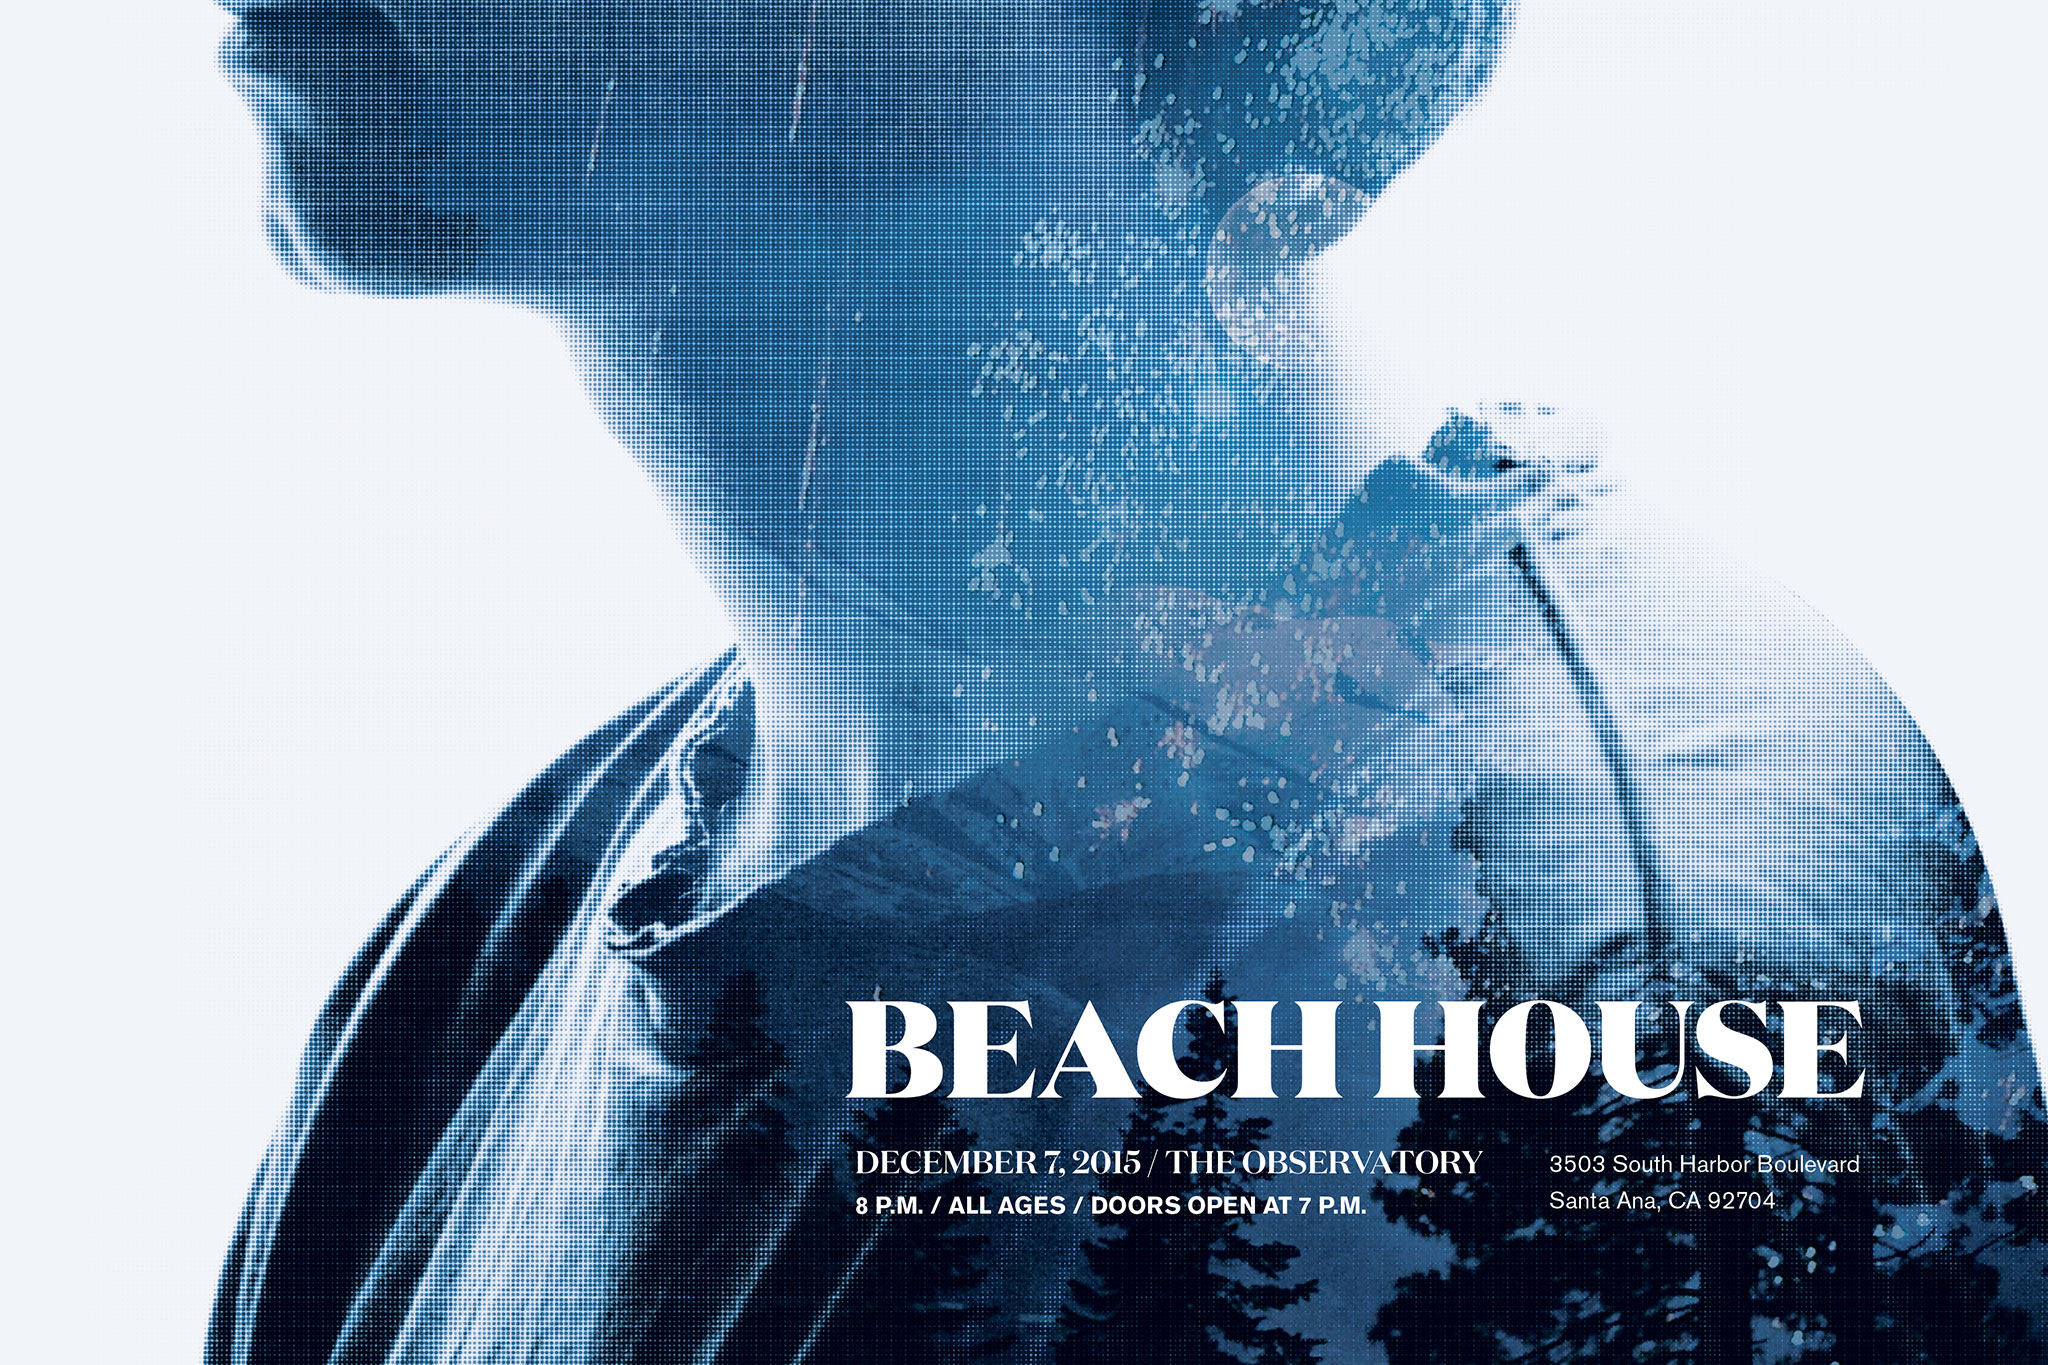 BEACH HOUSE
DECEMBER 7, 2015 / THE OBSERVATORY
8 P.M. / ALL AGES / DOORS OPEN AT 7 P.M.
3503 South Harbor Boulevard
Santa Ana, CA 92704